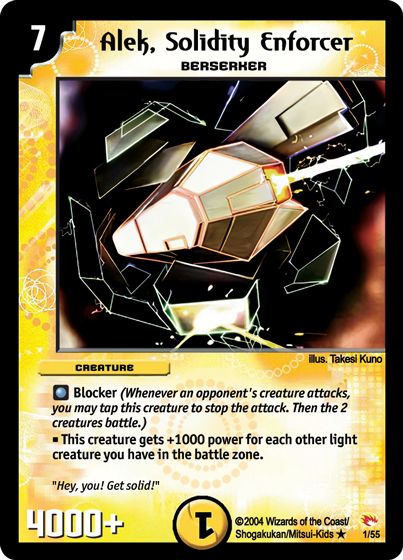 7
Alek, Solidity Enforcer
BERSERKER
illus. Takesi Kuno
CREATURE
Blocker (Whenever an opponent's creature attacks,
you may tap this creature to stop the attack. Then the 2
creatures battle.)
■ This creature gets +1000 power for each other light
creature you have in the battle zone.
"Hey, you! Get solid!"
4000+
1
©2004 Wizards of the Coast/
Shogakukan/Mitsui-Kids ★ 1/55